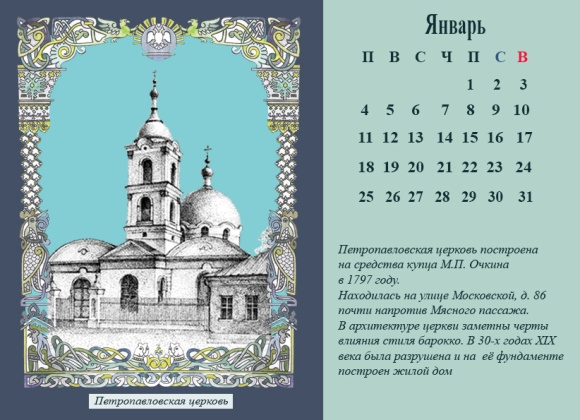 Январь
П В С Ч П С В
1 2 3
4 5 6 7 8 9 10
11 12 13 14 15 16 17
18 19 20 21 22 23 24
25 26 27 28 29 30 31
Петропавловская церковь построена
на средства купца М.П. Очкина
в 1797 году.
Находилась на улице Московской, д. 86
почти напротив Мясного пассажа.
В архитектуре церкви заметны черты
влияния стиля барокко. В 30-х годах XIX
века была разрушена и на её фундаменте
построен жилой дом
Петропавловская церковь